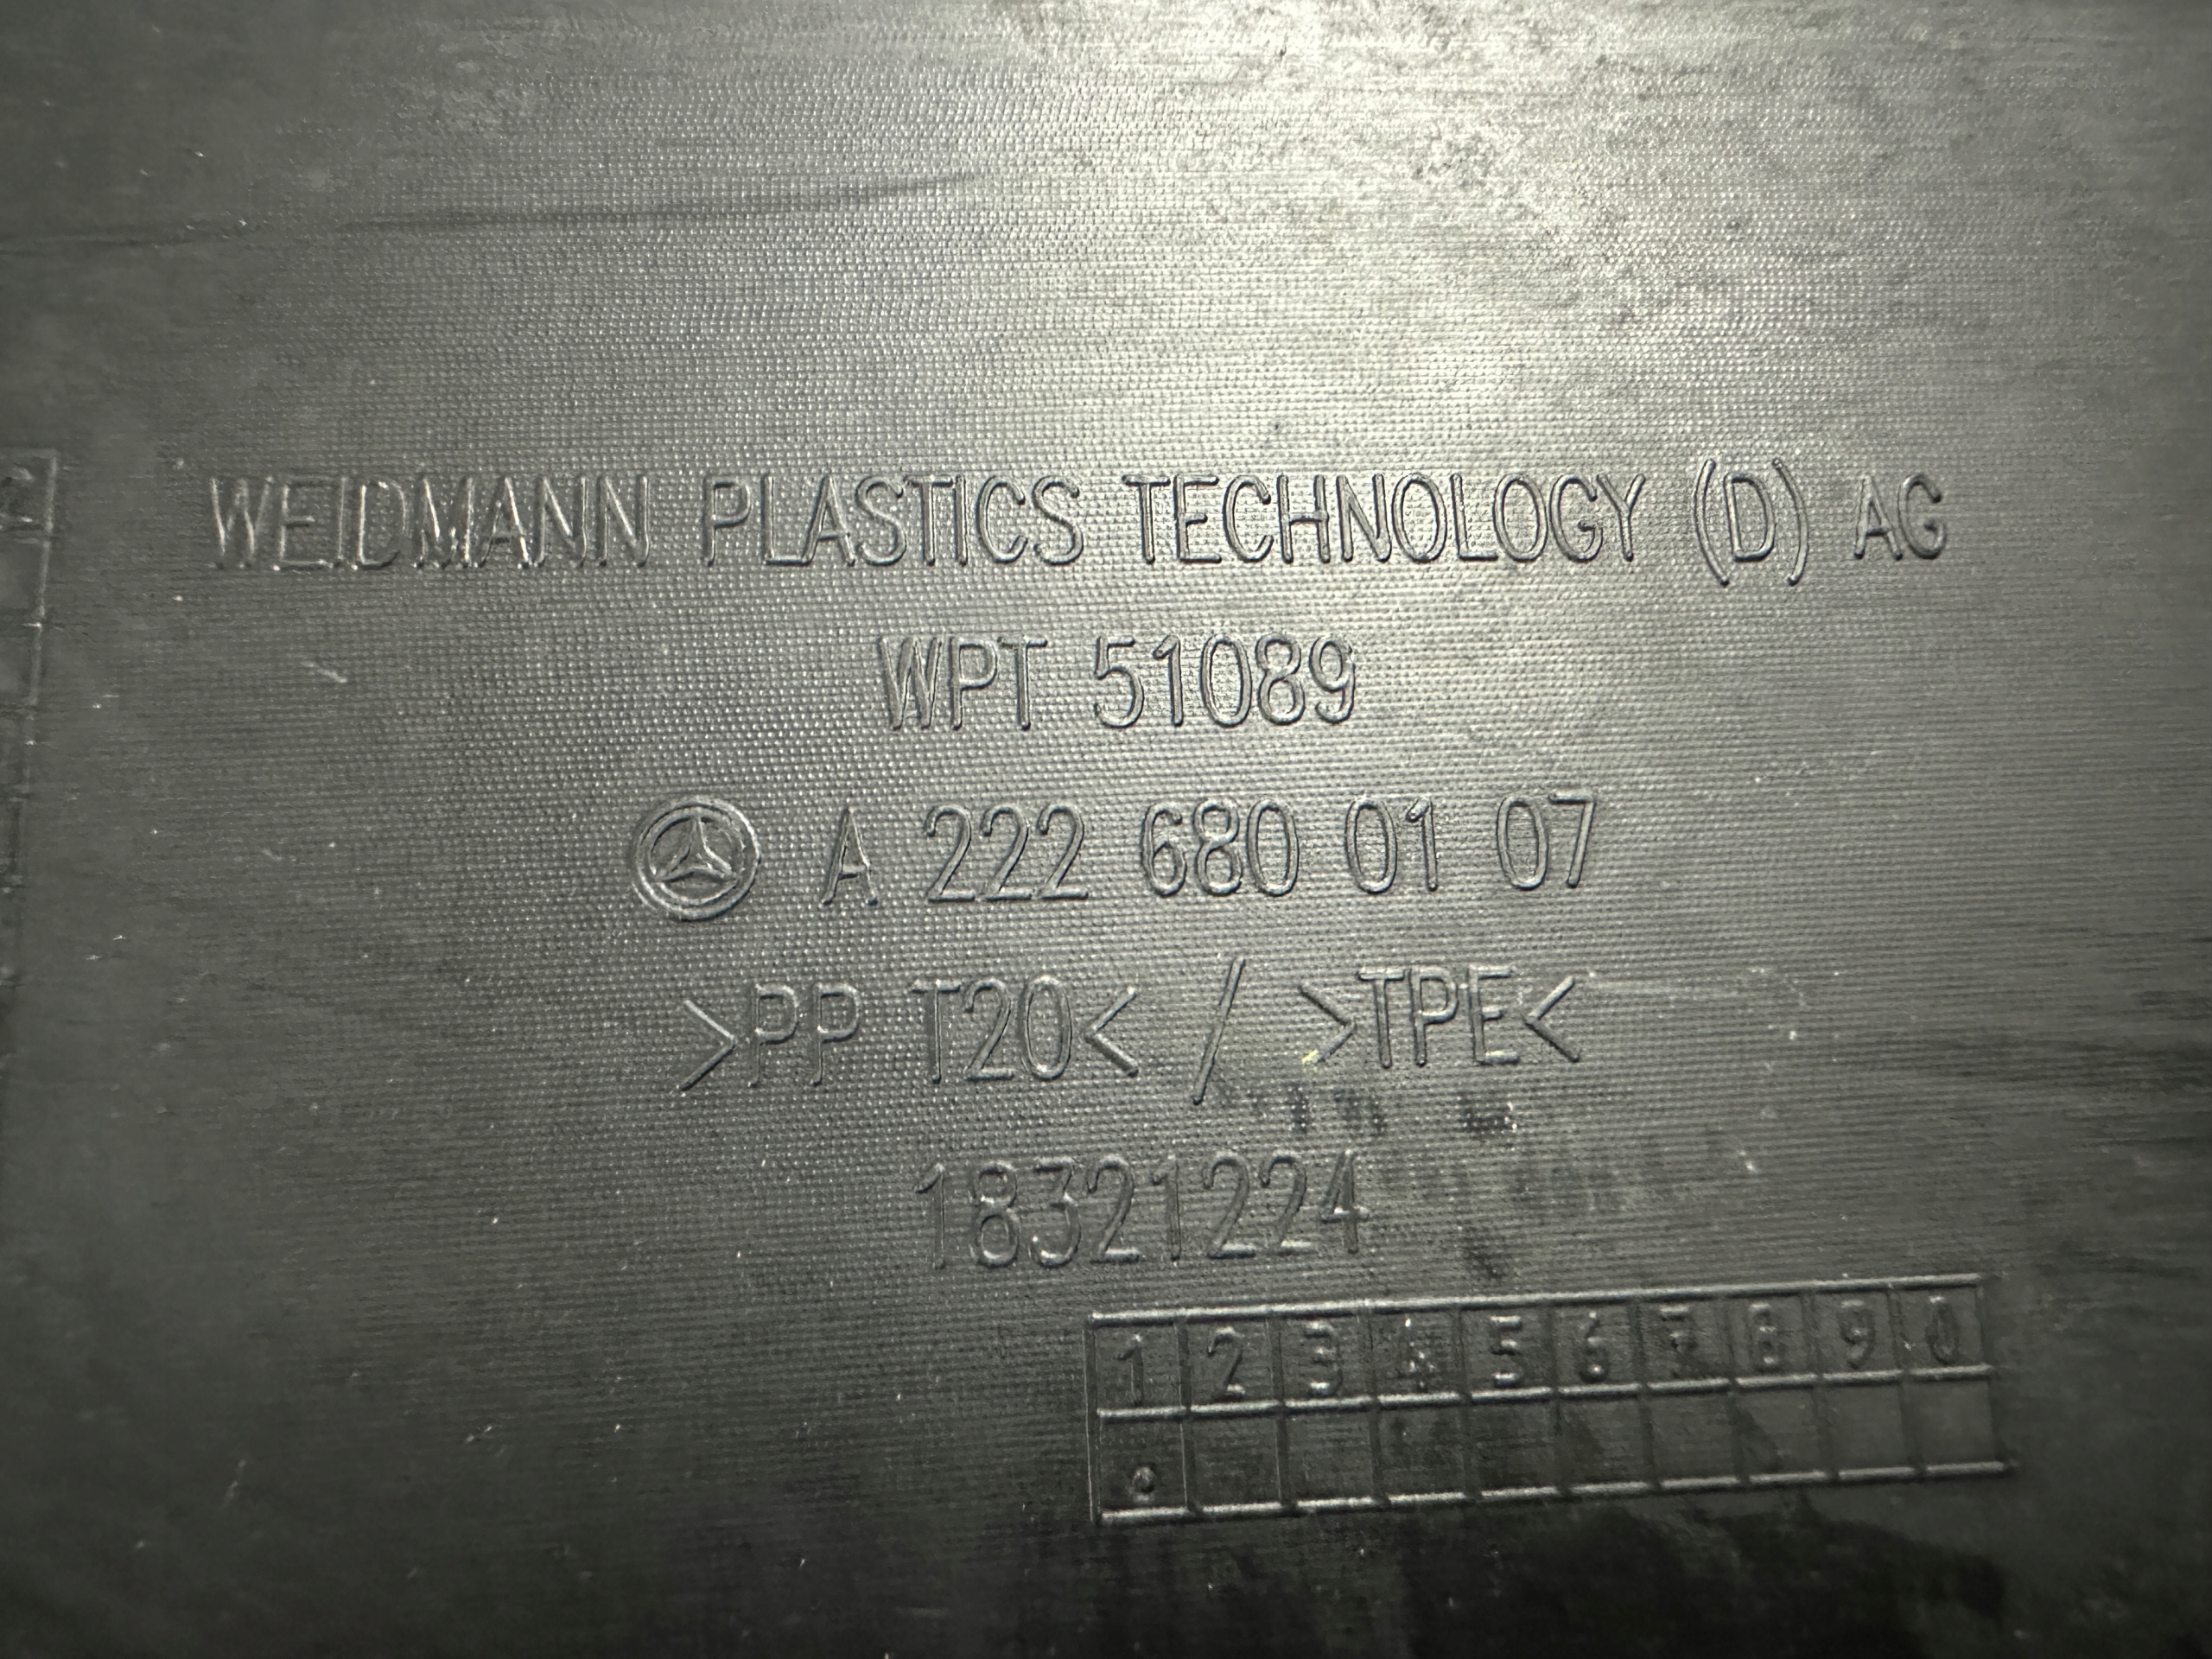 WEIDMANN PLASTICS TECHNOLOGY (D) AG
WPT 51089
A 222 680 01 07
>PP T20< / >TPE<
18321224
1 2 3 4 5 6 7 8 9 0